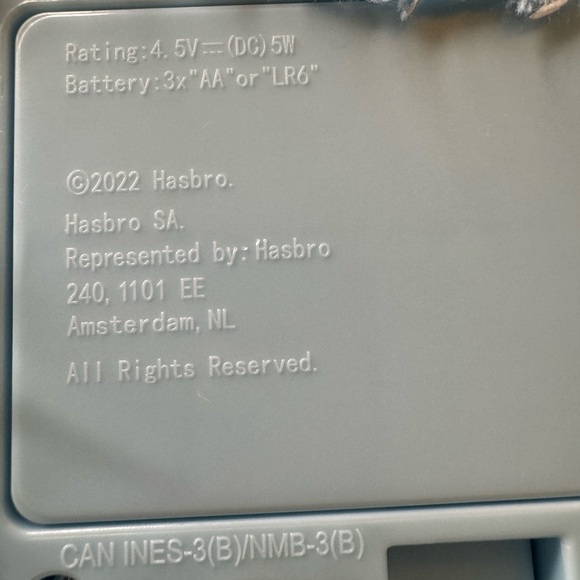 Rating:4.5V⎓(DC)5W
Battery:3x"AA"or"LR6"
©2022 Hasbro.
Hasbro SA.
Represented by:Hasbro
240,1101 EE
Amsterdam,NL
All Rights Reserved.
CAN INES-3(B)/NMB-3(B)